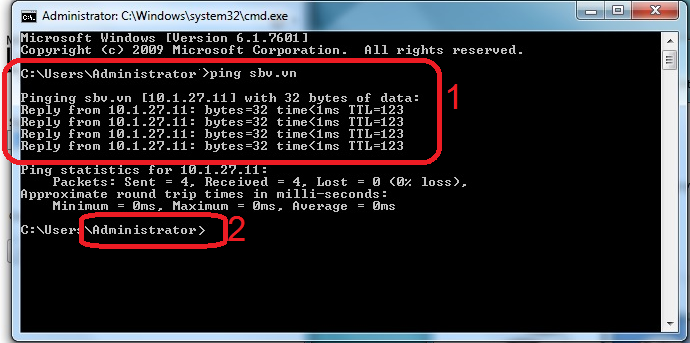 Administrator: C:\Windows\system32\cmd.exe
Microsoft Windows [Version 6.1.7601]
Copyright (c) 2009 Microsoft Corporation.  All rights reserved.
C:\Users\Administrator>ping sbv.vn
1
Pinging sbv.vn [10.1.27.11] with 32 bytes of data:
Reply from 10.1.27.11: bytes=32 time<1ms TTL=123
Reply from 10.1.27.11: bytes=32 time<1ms TTL=123
Reply from 10.1.27.11: bytes=32 time<1ms TTL=123
Reply from 10.1.27.11: bytes=32 time<1ms TTL=123
Ping statistics for 10.1.27.11:
    Packets: Sent = 4, Received = 4, Lost = 0 (0% loss),
Approximate round trip times in milli-seconds:
    Minimum = 0ms, Maximum = 0ms, Average = 0ms
C:\Users\Administrator>
2